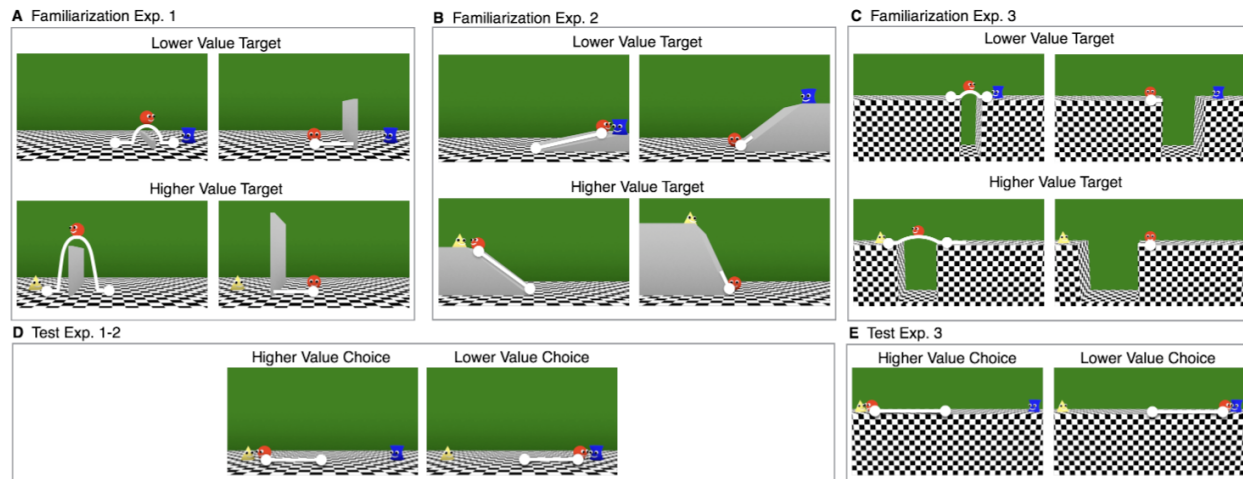 A Familiarization Exp. 1
Lower Value Target
Higher Value Target
B Familiarization Exp. 2
Lower Value Target
Higher Value Target
C Familiarization Exp. 3
Lower Value Target
Higher Value Target
D Test Exp. 1-2
Higher Value Choice
Lower Value Choice
E Test Exp. 3
Higher Value Choice
Lower Value Choice